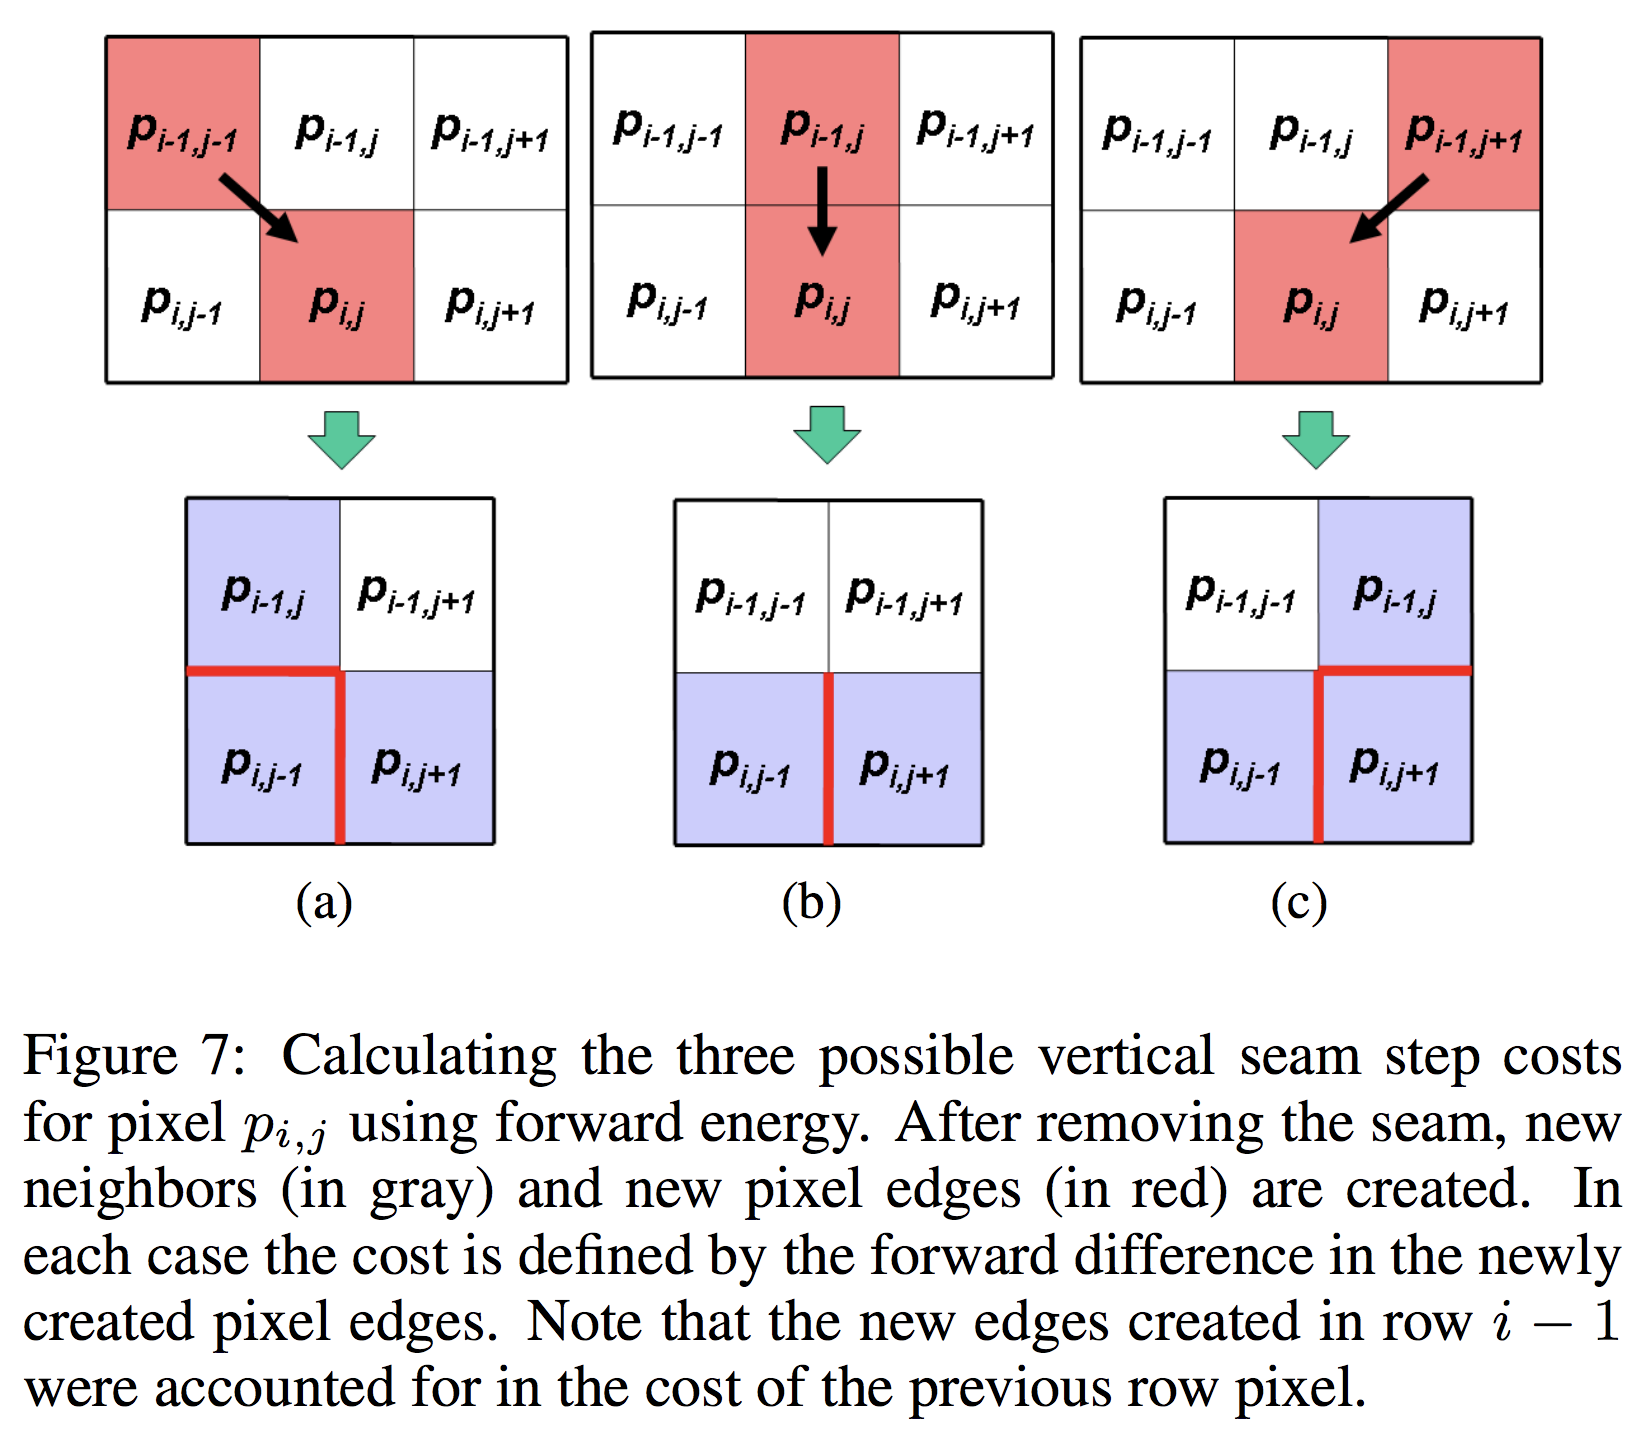 p_{i-1,j-1} p_{i-1,j} p_{i-1,j+1}
p_{i,j-1} p_{i,j} p_{i,j+1}
p_{i-1,j-1} p_{i-1,j} p_{i-1,j+1}
p_{i,j-1} p_{i,j} p_{i,j+1}
p_{i-1,j-1} p_{i-1,j} p_{i-1,j+1}
p_{i,j-1} p_{i,j} p_{i,j+1}
p_{i-1,j} p_{i-1,j+1}
p_{i,j-1} p_{i,j+1}
p_{i-1,j-1} p_{i-1,j+1}
p_{i,j-1} p_{i,j+1}
p_{i-1,j-1} p_{i-1,j}
p_{i,j-1} p_{i,j+1}
(a) (b) (c)
Figure 7: Calculating the three possible vertical seam step costs
for pixel p_{i,j} using forward energy. After removing the seam, new
neighbors (in gray) and new pixel edges (in red) are created. In
each case the cost is defined by the forward difference in the newly
created pixel edges. Note that the new edges created in row i − 1
were accounted for in the cost of the previous row pixel.